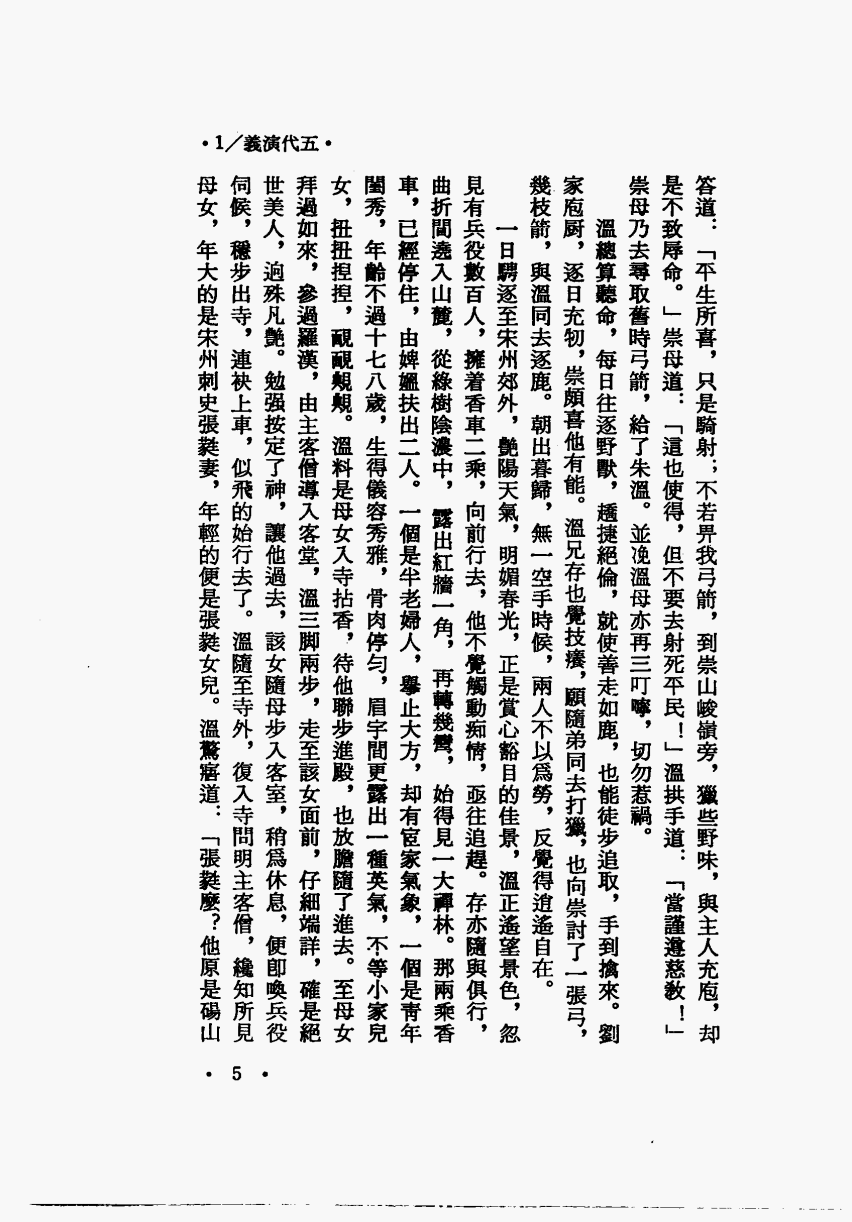 •1／義演代五•
答道：「平生所喜，只是騎射；不若畀我弓箭，到崇山峻嶺旁，獵些野味，與主人充庖，却
是不致辱命。」崇母道：「這也使得，但不要去射死平民！」溫拱手道：「當謹遵慈教！」
崇母乃去尋取舊時弓箭，給了朱溫。並浼溫母亦再三叮嚀，切勿惹禍。
溫總算聽命，每日往逐野獸，趫捷絕倫，就使善走如鹿，也能徒步追取，手到擒來。劉
家庖厨，逐日充牣，崇頗喜他有能。溫兄存也覺技癢，願隨弟同去打獵，也向崇討了一張弓，
幾枝箭，與溫同去逐鹿。朝出暮歸，無一空手時候，兩人不以爲勞，反覺得逍遙自在。
一日騁逐至宋州郊外，艷陽天氣，明媚春光，正是賞心豁目的佳景，溫正遙望景色，忽
見有兵役數百人，擁着香車二乘，向前行去，他不覺觸動痴情，亟往追趕。存亦隨與俱行，
曲折間遶入山麓，從綠樹陰濃中，露出紅牆一角，再轉幾彎，始得見一大禪林。那兩乘香
車，已經停住，由婢媼扶出二人。一個是半老婦人，舉止大方，却有宦家氣象，一個是青年
閨秀，年齡不過十七八歲，生得儀容秀雅，骨肉停勻，眉宇間更露出一種英氣，不等小家兒
女，扭扭捏捏，靦靦覥覥。溫料是母女入寺拈香，待他聯步進殿，也放膽隨了進去。至母女
拜過如來，參過羅漢，由主客僧導入客堂，溫三脚兩步，走至該女面前，仔細端詳，確是絕
世美人，逈殊凡艷。勉强按定了神，讓他過去，該女隨母步入客室，稍爲休息，便卽喚兵役
伺候，穩步出寺，連袂上車，似飛的始行去了。溫隨至寺外，復入寺問明主客僧，纔知所見
母女，年大的是宋州刺史張蕤妻，年輕的便是張蕤女兒。溫驚寤道：「張蕤麼？他原是碭山
• 5 •